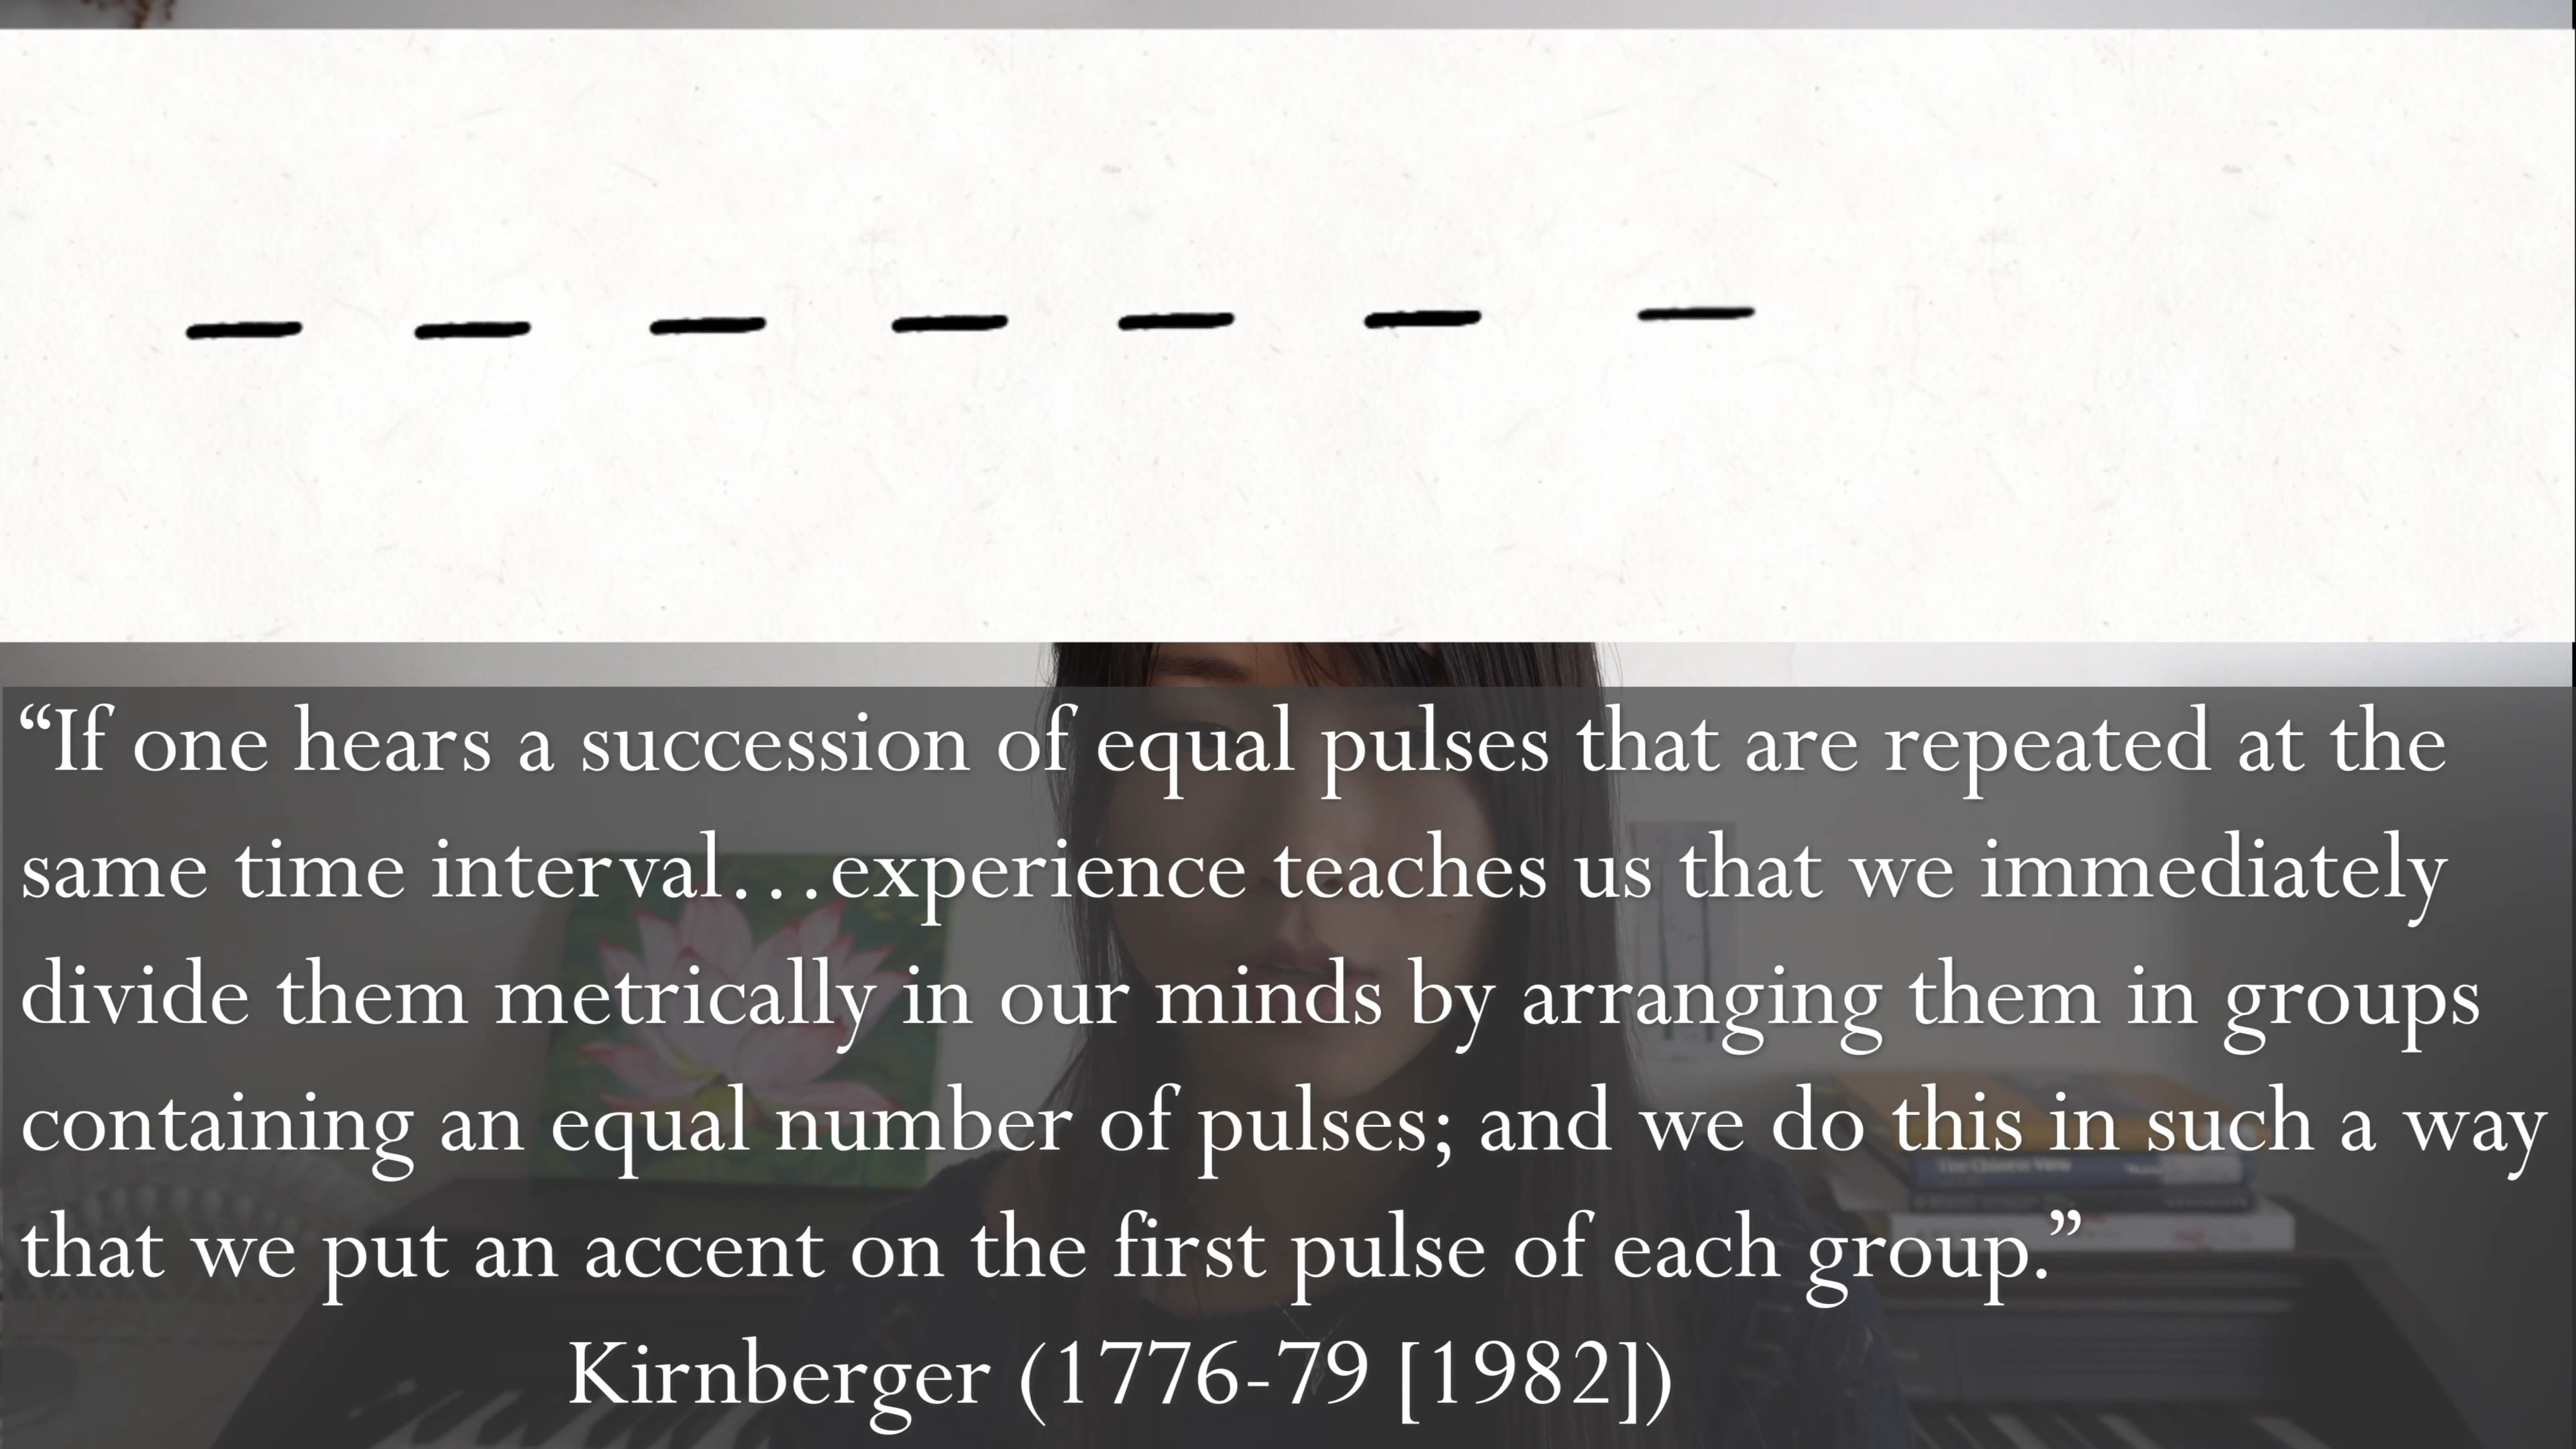 “If one hears a succession of equal pulses that are repeated at the
same time interval…experience teaches us that we immediately
divide them metrically in our minds by arranging them in groups
containing an equal number of pulses; and we do this in such a way
that we put an accent on the first pulse of each group.”
Kirnberger (1776-79 [1982])
The Chinese View